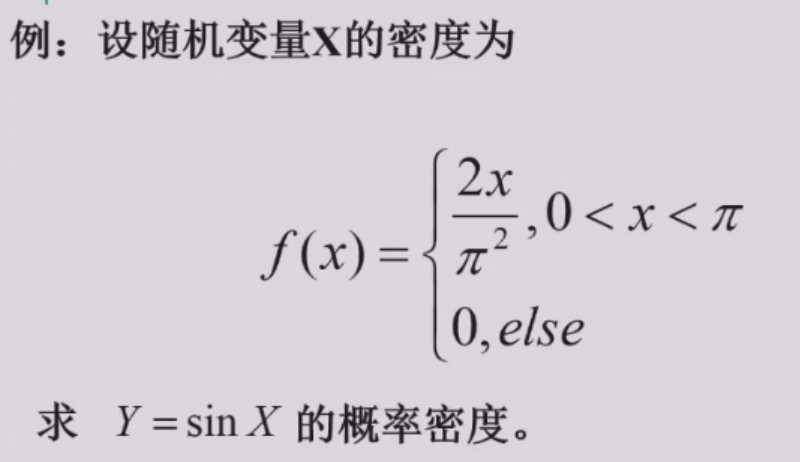 例：设随机变量X的密度为
f(x) = { 2x/π², 0 < x < π
0, else
求 Y = sin X 的概率密度。